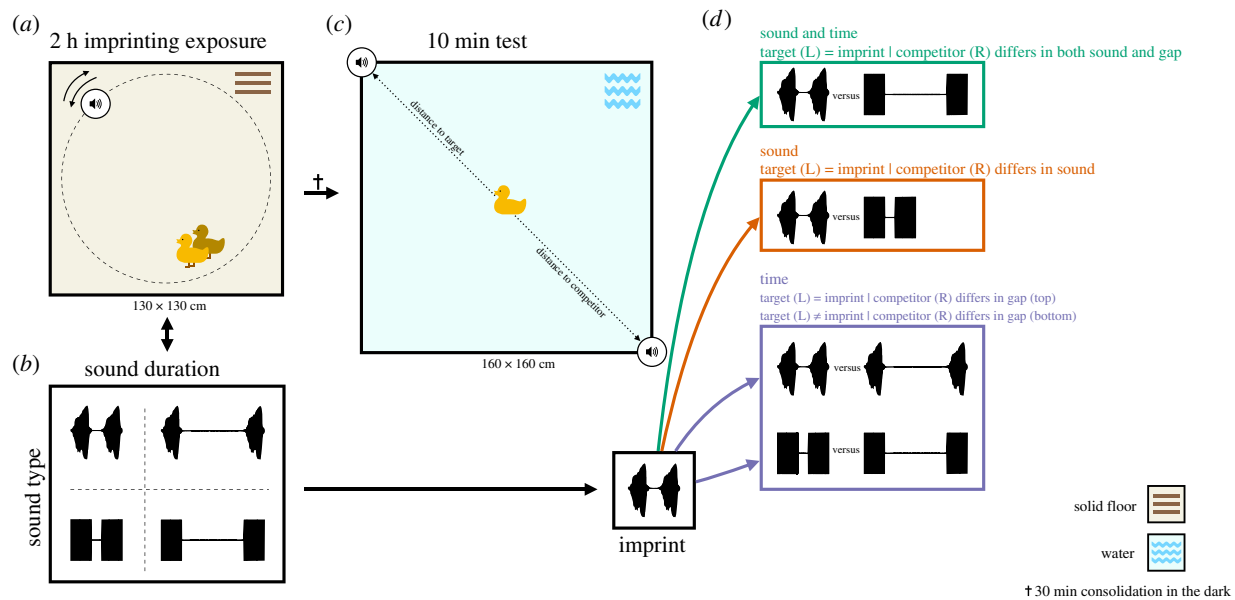 (a)
2 h imprinting exposure
130 × 130 cm
(b)
sound duration
sound type
(c)
10 min test
distance to target
distance to competitor
160 × 160 cm
†
imprint
(d)
sound and time
target (L) = imprint | competitor (R) differs in both sound and gap
versus
sound
target (L) = imprint | competitor (R) differs in sound
versus
time
target (L) = imprint | competitor (R) differs in gap (top)
target (L) ≠ imprint | competitor (R) differs in gap (bottom)
versus
versus
solid floor
water
†30 min consolidation in the dark